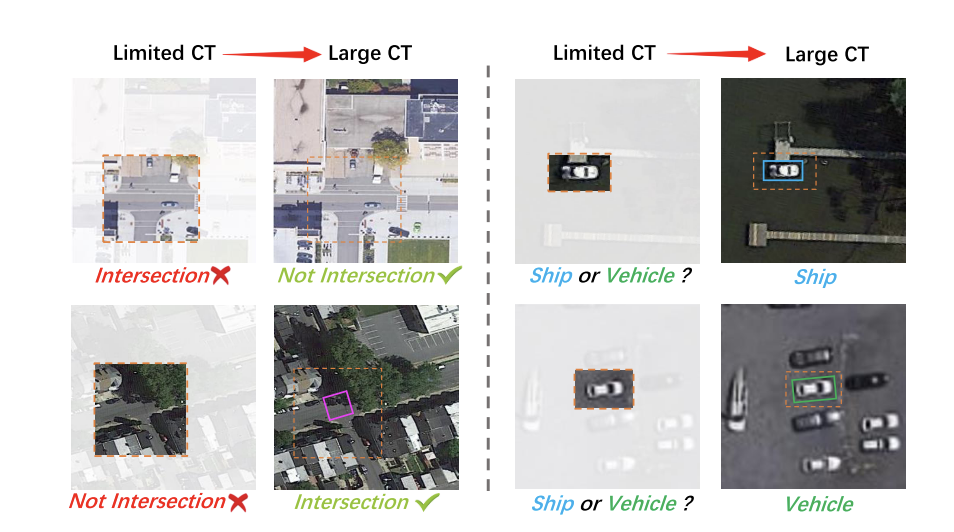 Limited CT Large CT Limited CT Large CT
Intersection Not Intersection Ship or Vehicle ? Ship
Not Intersection Intersection Ship or Vehicle ? Vehicle